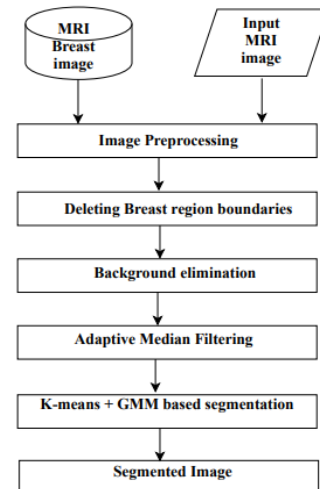 MRI
Breast
image
Input
MRI
image
Image Preprocessing
Deleting Breast region boundaries
Background elimination
Adaptive Median Filtering
K-means + GMM based segmentation
Segmented Image